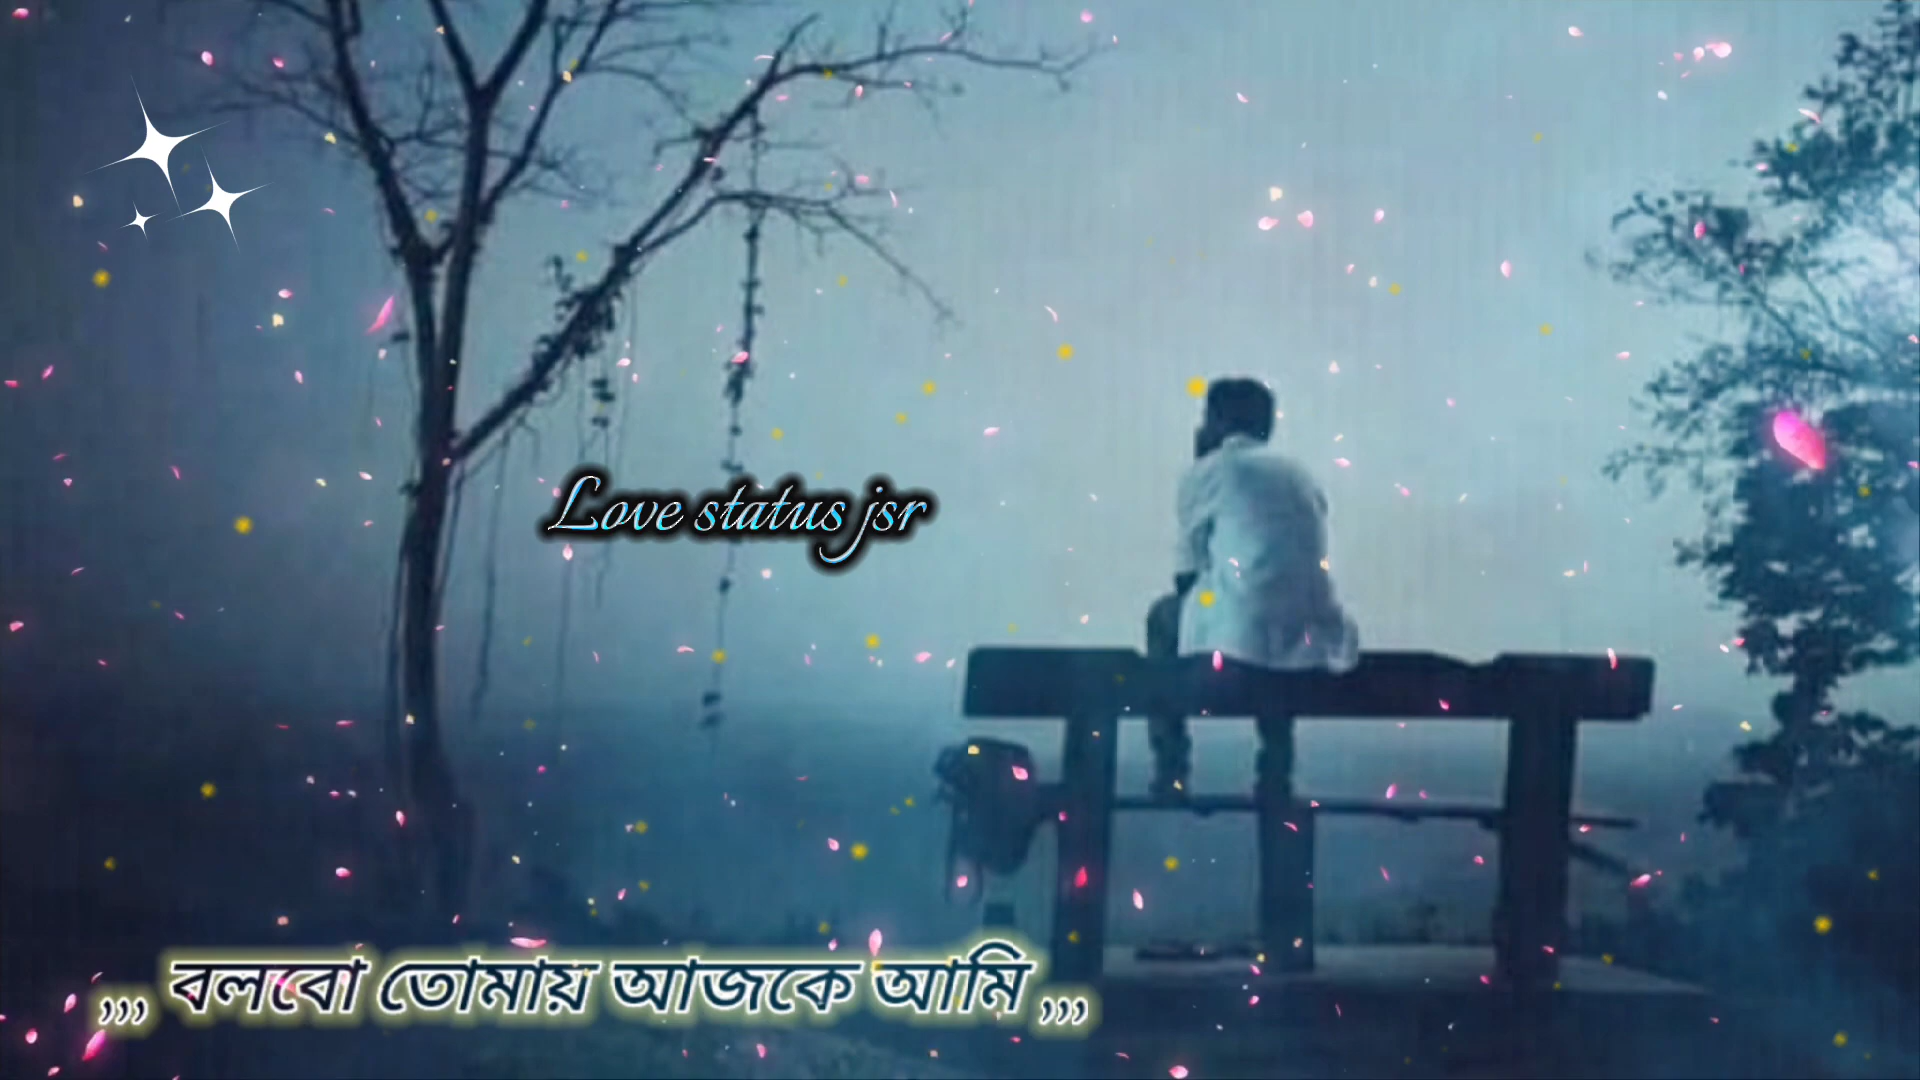 Love status jsr
,,, বলবো তোমায় আজকে আমি ,,,